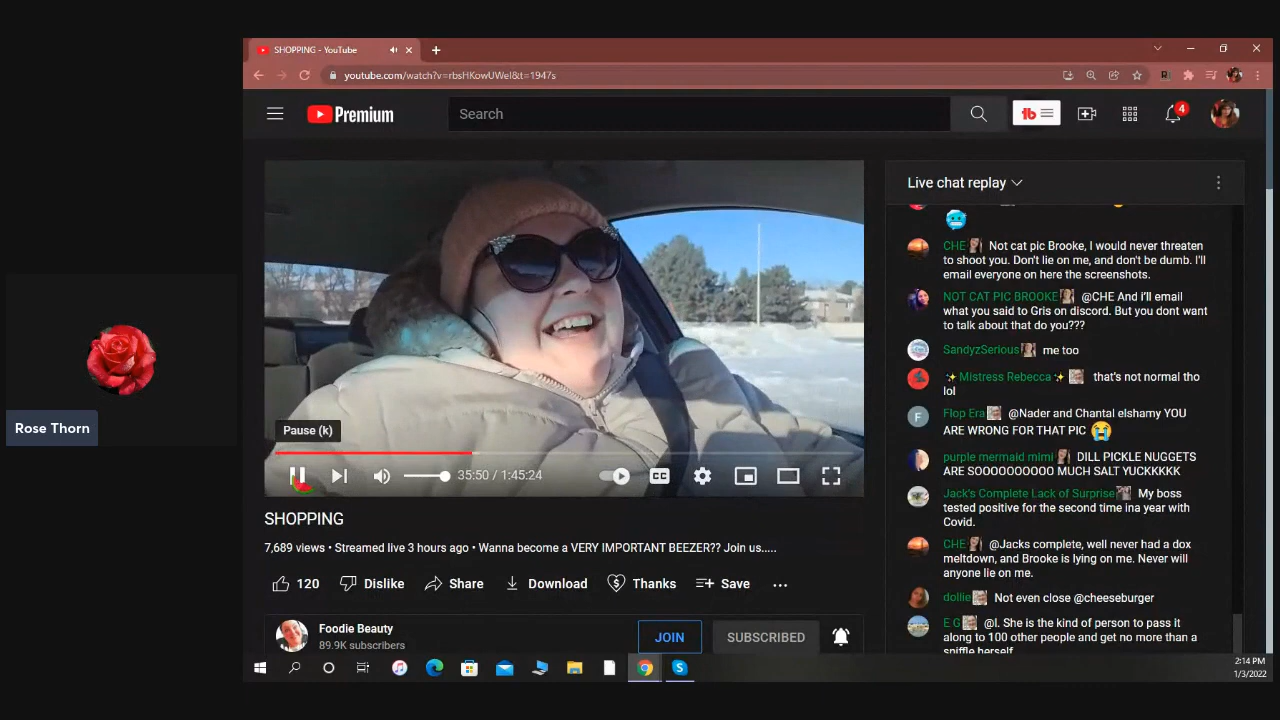 SHOPPING - YouTube
youtube.com/watch?v=rbsHKowUWeI&t=1947s
Premium
Search
4
Live chat replay
CHE Not cat pic Brooke, I would never threaten
to shoot you. Don't lie on me, and don't be dumb. I'll
email everyone on here the screenshots.
NOT CAT PIC BROOKE @CHE And i'll email
what you said to Gris on discord. But you dont want
to talk about that do you???
SandyzSerious me too
Mistress Rebecca that's not normal tho
lol
F
Flop Era @Nader and Chantal elshamy YOU
ARE WRONG FOR THAT PIC
purple mermaid mimi DILL PICKLE NUGGETS
ARE SOOOOOOOOOO MUCH SALT YUCKKKKK
Jack's Complete Lack of Surprise My boss
tested positive for the second time ina year with
Covid.
CHE @Jacks complete, well never had a dox
meltdown, and Brooke is lying on me. Never will
anyone lie on me.
dollie Not even close @cheeseburger
E G @I. She is the kind of person to pass it
along to 100 other people and get no more than a
sniffle herself
Rose Thorn
Pause (k)
35:50 / 1:45:24
CC
SHOPPING
7,689 views • Streamed live 3 hours ago • Wanna become a VERY IMPORTANT BEEZER?? Join us.....
120 Dislike Share Download Thanks Save
Foodie Beauty
89.9K subscribers
JOIN
SUBSCRIBED
2:14 PM
1/3/2022